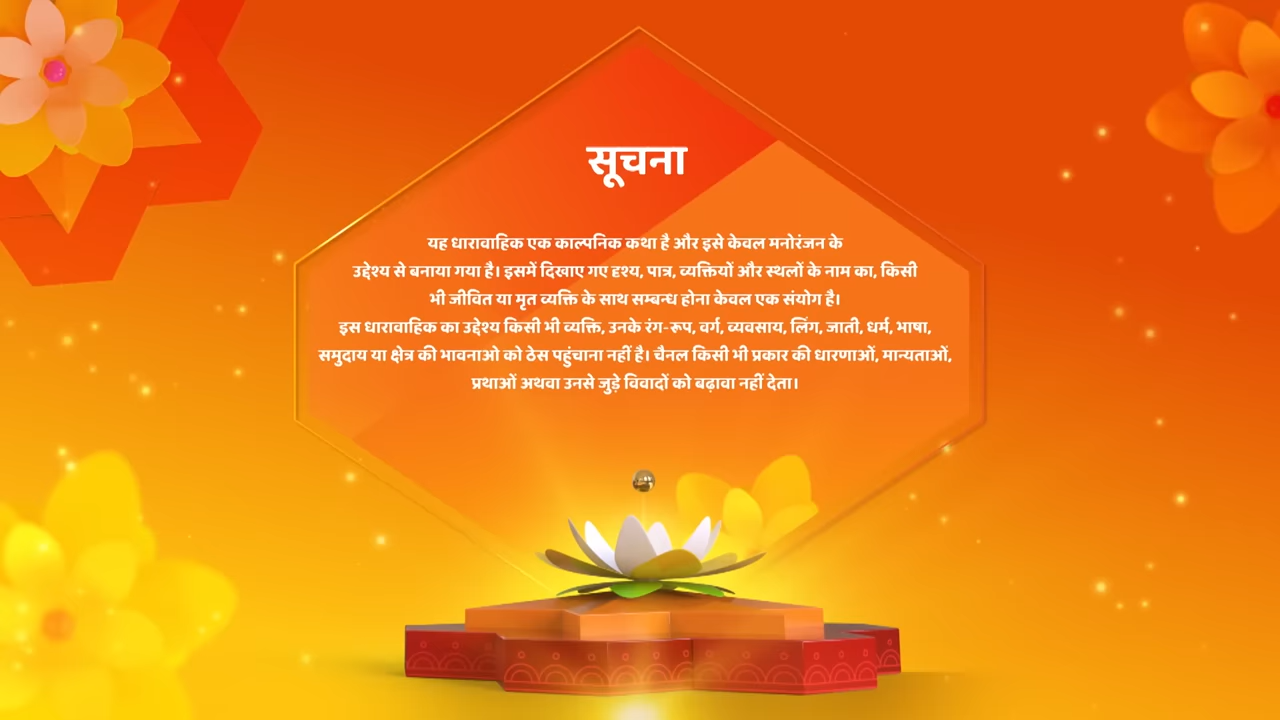 सूचना
यह धारावाहिक एक काल्पनिक कथा है और इसे केवल मनोरंजन के
उद्देश्य से बनाया गया है। इसमें दिखाए गए दृश्य, पात्र, व्यक्तियों और स्थलों के नाम का, किसी
भी जीवित या मृत व्यक्ति के साथ सम्बन्ध होना केवल एक संयोग है।
इस धारावाहिक का उद्देश्य किसी भी व्यक्ति, उनके रंग-रूप, वर्ग, व्यवसाय, लिंग, जाती, धर्म, भाषा,
समुदाय या क्षेत्र की भावनाओ को ठेस पहुंचाना नहीं है। चैनल किसी भी प्रकार की धारणाओं, मान्यताओं,
प्रथाओं अथवा उनसे जुड़े विवादों को बढ़ावा नहीं देता।